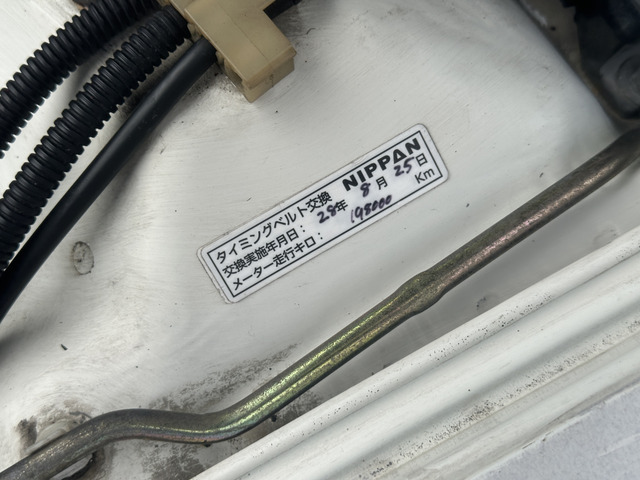 タイミングベルト交換 NIPPAN
交換実施年月日: 28年 8月 25日
メーター走行キロ: 198000 Km